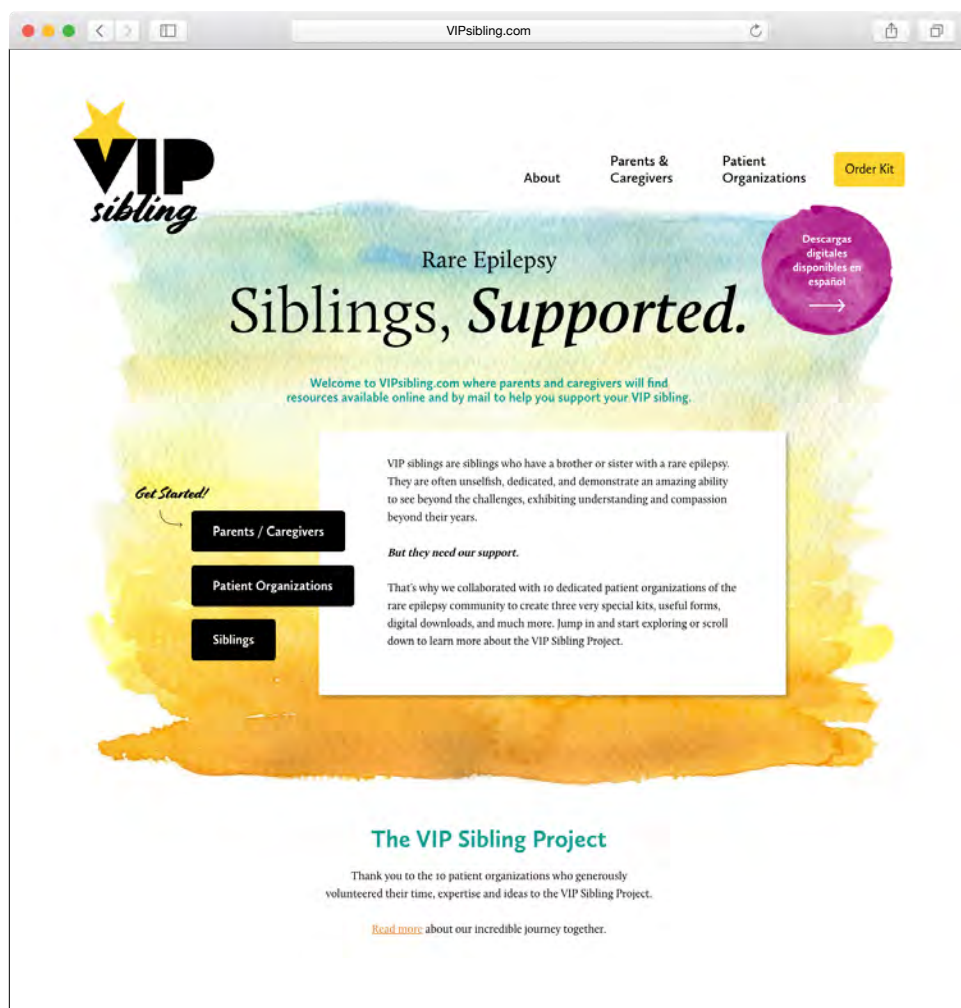 VIPsibling.com
VIP
sibling
About
Parents &
Caregivers
Patient
Organizations
Order Kit
Descargas
digitales
disponibles en
español
Rare Epilepsy
Siblings, Supported.
Welcome to VIPsibling.com where parents and caregivers will find
resources available online and by mail to help you support your VIP sibling.
Get Started!
Parents / Caregivers
Patient Organizations
Siblings
VIP siblings are siblings who have a brother or sister with a rare epilepsy.
They are often unselfish, dedicated, and demonstrate an amazing ability
to see beyond the challenges, exhibiting understanding and compassion
beyond their years.
But they need our support.
That's why we collaborated with 10 dedicated patient organizations of the
rare epilepsy community to create three very special kits, useful forms,
digital downloads, and much more. Jump in and start exploring or scroll
down to learn more about the VIP Sibling Project.
The VIP Sibling Project
Thank you to the 10 patient organizations who generously
volunteered their time, expertise and ideas to the VIP Sibling Project.
Read more about our incredible journey together.